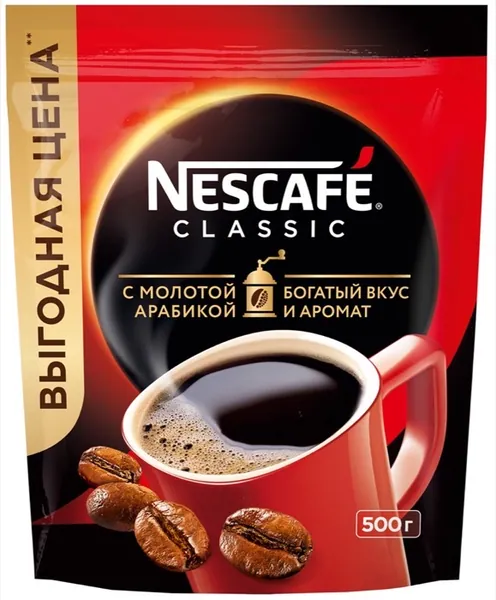 ВЫГОДНАЯ ЦЕНА**
NESCAFÉ®
CLASSIC
С МОЛОТОЙ
АРАБИКОЙ
БОГАТЫЙ ВКУС
И АРОМАТ
500г